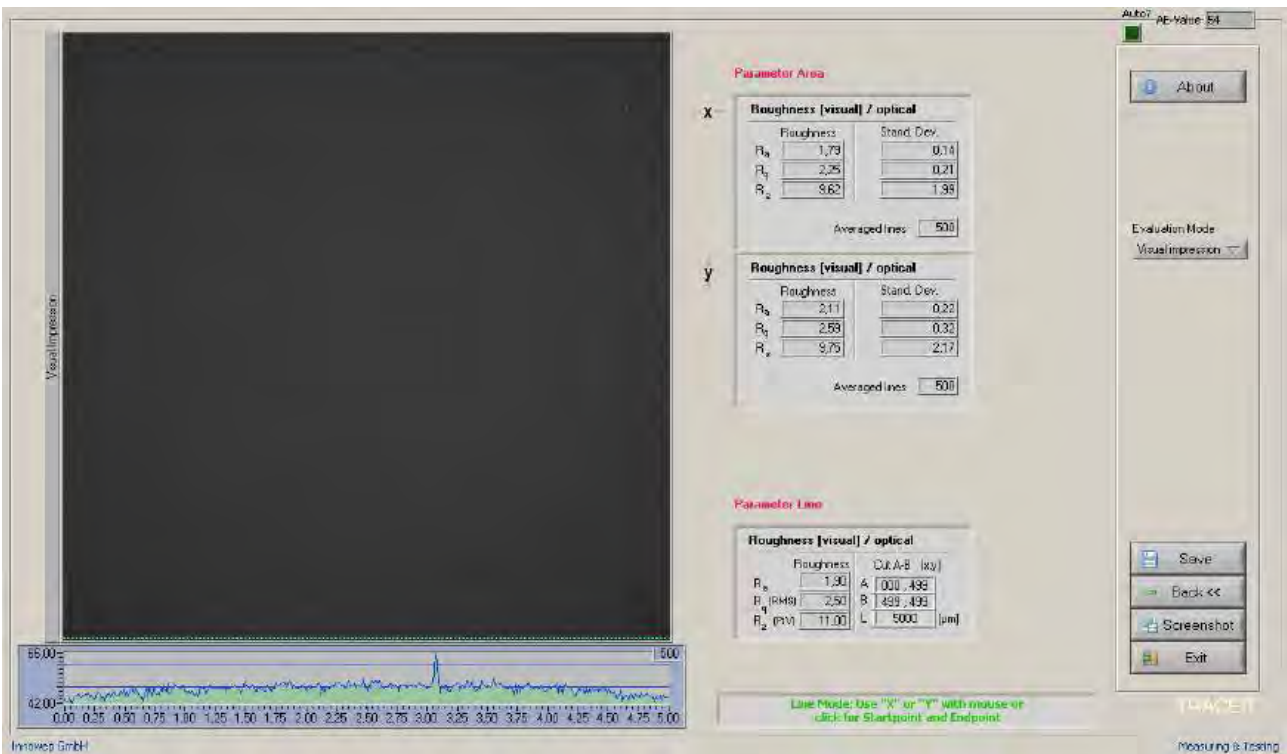 Auto?
AE-Value 54
About
Parameter Area
x
Roughness [visual] / optical
Roughness Stand. Dev.
Ra 1,79 0,14
Rq 2,25 0,21
Rz 9,62 1,99
Averaged lines 500
Evaluation Mode
Visual impression
y
Roughness [visual] / optical
Roughness Stand. Dev.
Ra 2,11 0,22
Rq 2,59 0,32
Rz 9,75 2,17
Averaged lines 500
Visual Impression
Parameter Line
Roughness [visual] / optical
Roughness Cut A-B (x,y)
Ra 1,90 A 000 , 499
Rq (RMS) 2,50 B 499 , 499
Rz (P/V) 11,00 L 5000 [µm]
Save
Back <<
Screenshot
Exit
65,00
500
42,00
0.00 0.25 0.50 0.75 1.00 1.25 1.50 1.75 2.00 2.25 2.50 2.75 3.00 3.25 3.50 3.75 4.00 4.25 4.50 4.75 5.00
Line Mode: Use "X" or "Y" with mouse or
click for Startpoint and Endpoint
TRACEiT
Innowep GmbH
Measuring & Testing